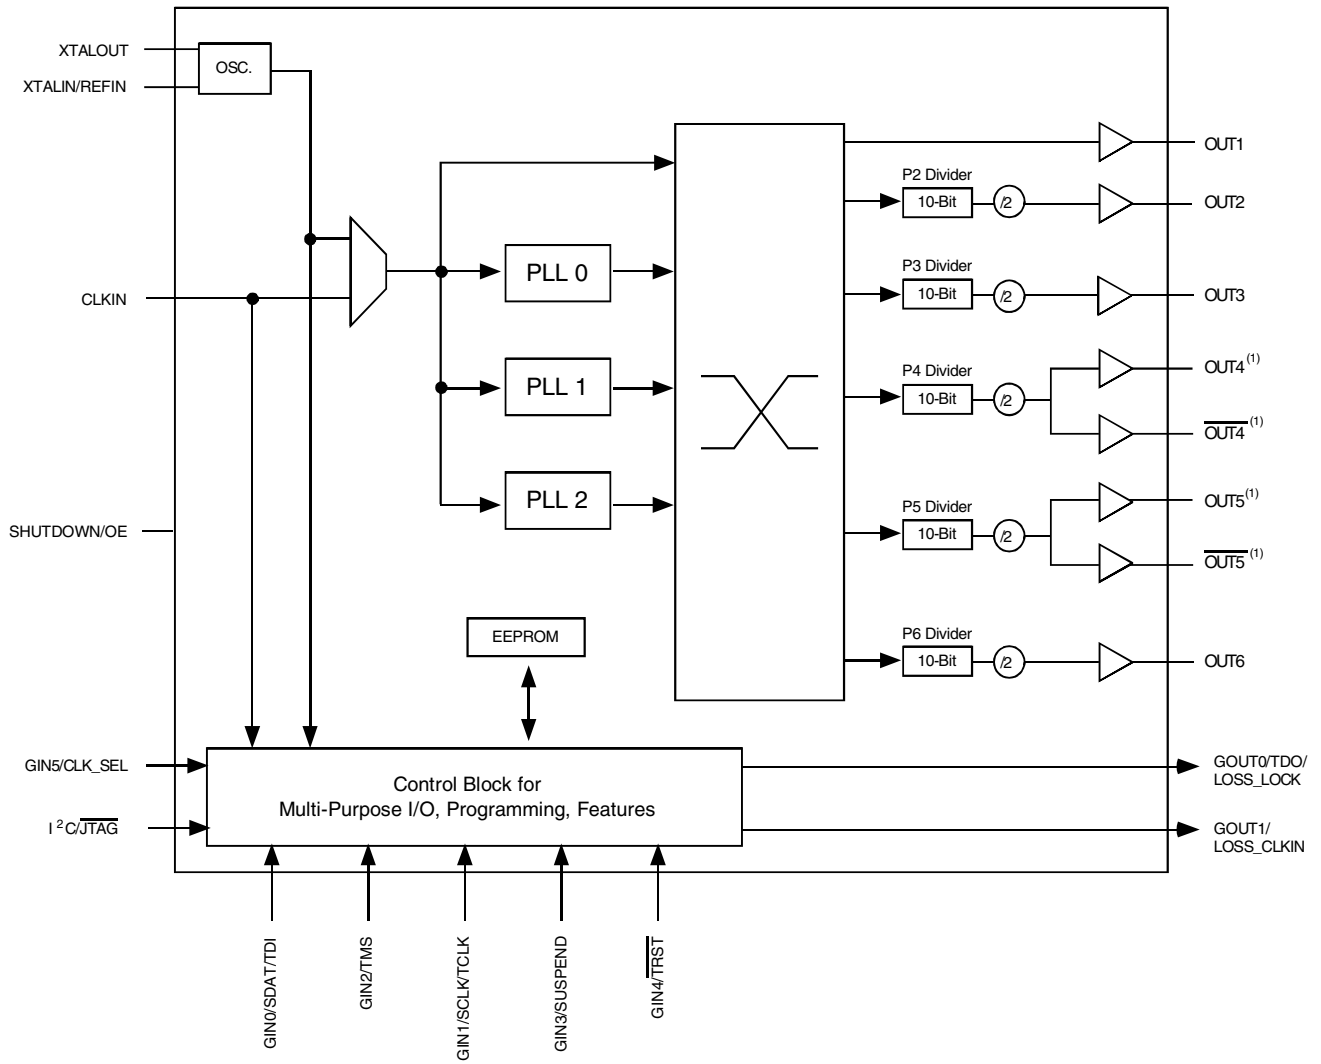 XTALOUT
XTALIN/REFIN
OSC.
CLKIN
SHUTDOWN/OE
PLL 0
PLL 1
PLL 2
EEPROM
OUT1
P2 Divider
10-Bit
/2
OUT2
P3 Divider
10-Bit
/2
OUT3
P4 Divider
10-Bit
/2
OUT4(1)
OUT4(1)
P5 Divider
10-Bit
/2
OUT5(1)
OUT5(1)
P6 Divider
10-Bit
/2
OUT6
GIN5/CLK_SEL
I2C/JTAG
Control Block for
Multi-Purpose I/O, Programming, Features
GOUT0/TDO/
LOSS_LOCK
GOUT1/
LOSS_CLKIN
GIN0/SDAT/TDI
GIN2/TMS
GIN1/SCLK/TCLK
GIN3/SUSPEND
GIN4/TRST